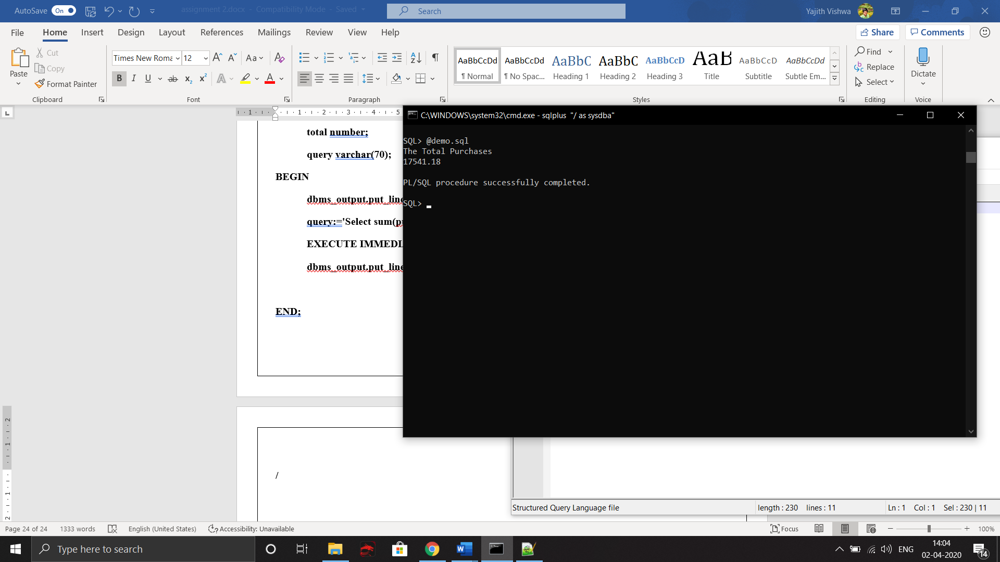 AutoSave On
assignment 2.docx - Compatibility Mode - Saved
Search
Yajith Vishwa
File Home Insert Design Layout References Mailings Review View Help
Share Comments
Paste
Cut
Copy
Format Painter
Clipboard
Times New Roma 12
Font
Paragraph
AaBbCcDd AaBbCcDd AaBbC AaBbC AaBbCcD AaB AaBbCcD AaBbCcDd
¶ Normal ¶ No Spac... Heading 1 Heading 2 Heading 3 Title Subtitle Subtle Em...
Styles
Find
Replace
Select
Editing
Dictate
Voice
1 1 2 3 4 5
total number;
query varchar(70);
BEGIN
dbms_output.put_line
query:='Select sum(p
EXECUTE IMMEDI
dbms_output.put_line
END;
/
C:\WINDOWS\system32\cmd.exe - sqlplus "/ as sysdba"
SQL> @demo.sql
The Total Purchases
17541.18
PL/SQL procedure successfully completed.
SQL>
2 1 1 2
Structured Query Language file length : 230 lines : 11 Ln : 1 Col : 1 Sel : 230 | 11
Page 24 of 24 1333 words English (United States) Accessibility: Unavailable Focus 100%
Type here to search
ENG
14:04
02-04-2020
14